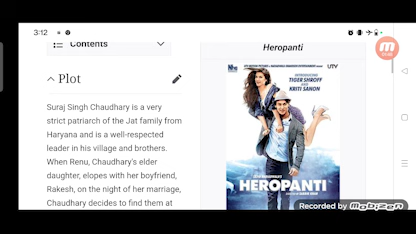 3:12
Contents
Heropanti
Plot
Suraj Singh Chaudhary is a very
strict patriarch of the Jat family from
Haryana and is a well-respected
leader in his village and brothers.
When Renu, Chaudhary's elder
daughter, elopes with her boyfriend,
Rakesh, on the night of her marriage,
Chaudhary decides to find them at
UTV
INTRODUCING
TIGER SHROFF
AND
KRITI SANON
HEROPANTI
Recorded by Mobizen